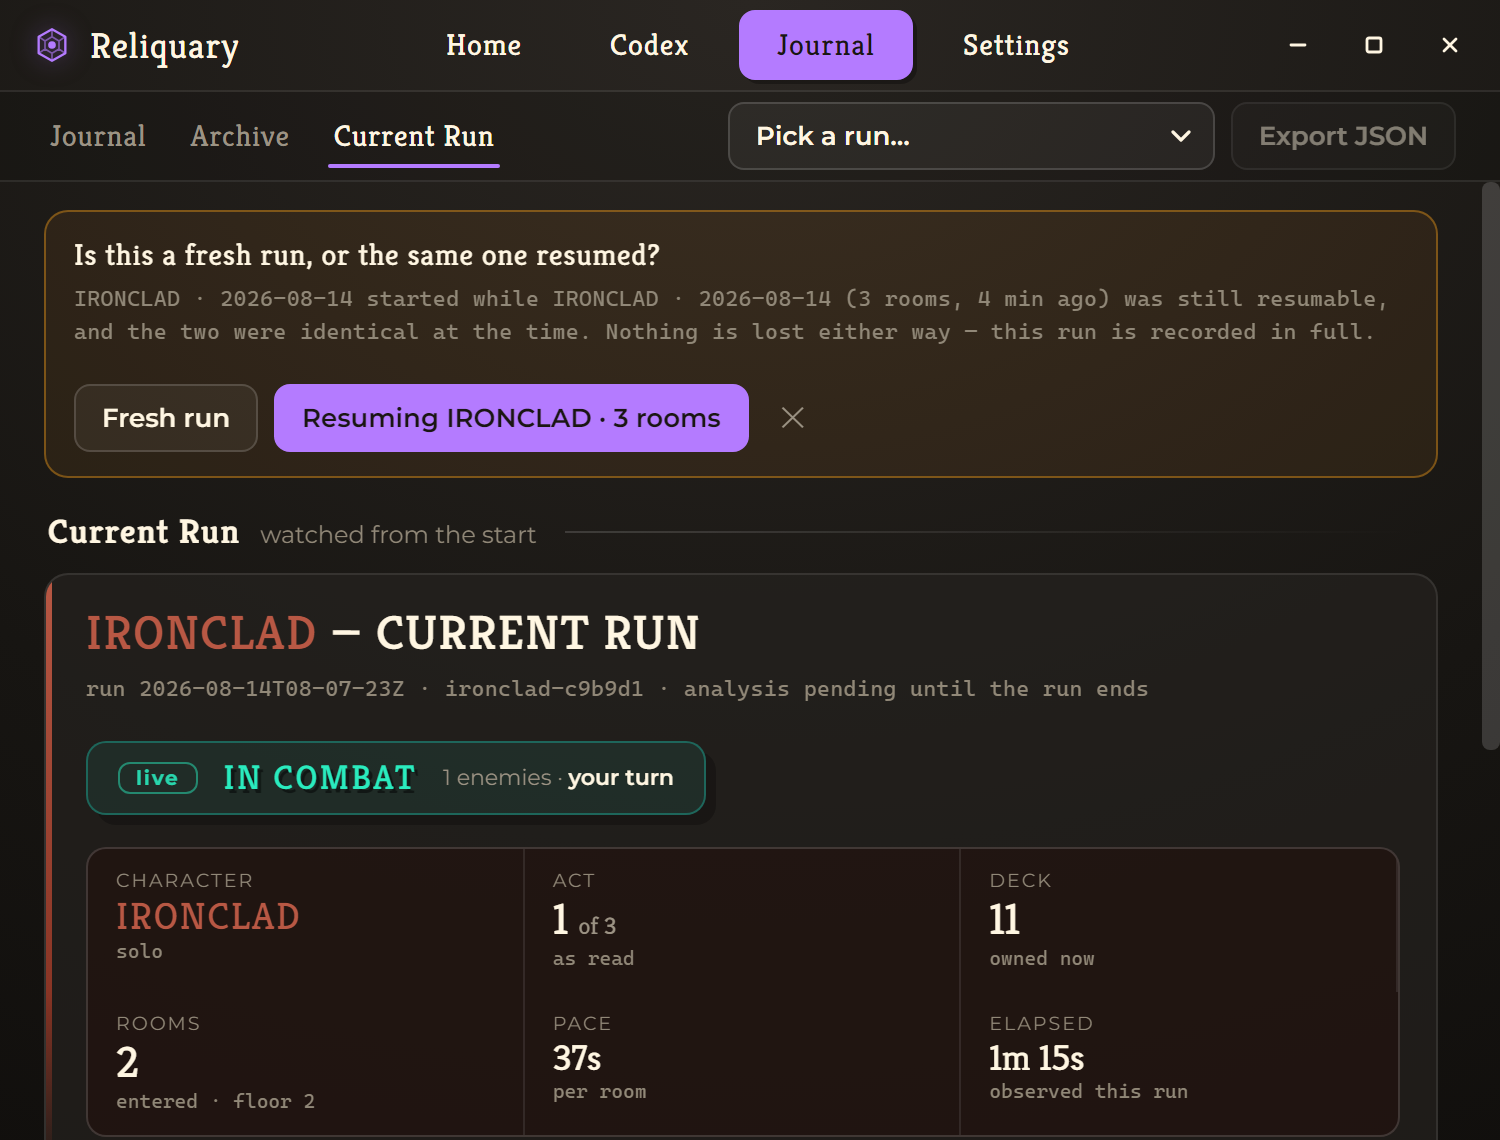 Reliquary
Home
Codex
Journal
Settings
Journal
Archive
Current Run
Pick a run...
Export JSON
Is this a fresh run, or the same one resumed?
IRONCLAD · 2026-08-14 started while IRONCLAD · 2026-08-14 (3 rooms, 4 min ago) was still resumable,
and the two were identical at the time. Nothing is lost either way — this run is recorded in full.
Fresh run
Resuming IRONCLAD · 3 rooms
Current Run watched from the start
IRONCLAD — CURRENT RUN
run 2026-08-14T08-07-23Z · ironclad-c9b9d1 · analysis pending until the run ends
live IN COMBAT 1 enemies · your turn
CHARACTER
IRONCLAD
solo
ACT
1 of 3
as read
DECK
11
owned now
ROOMS
2
entered · floor 2
PACE
37s
per room
ELAPSED
1m 15s
observed this run